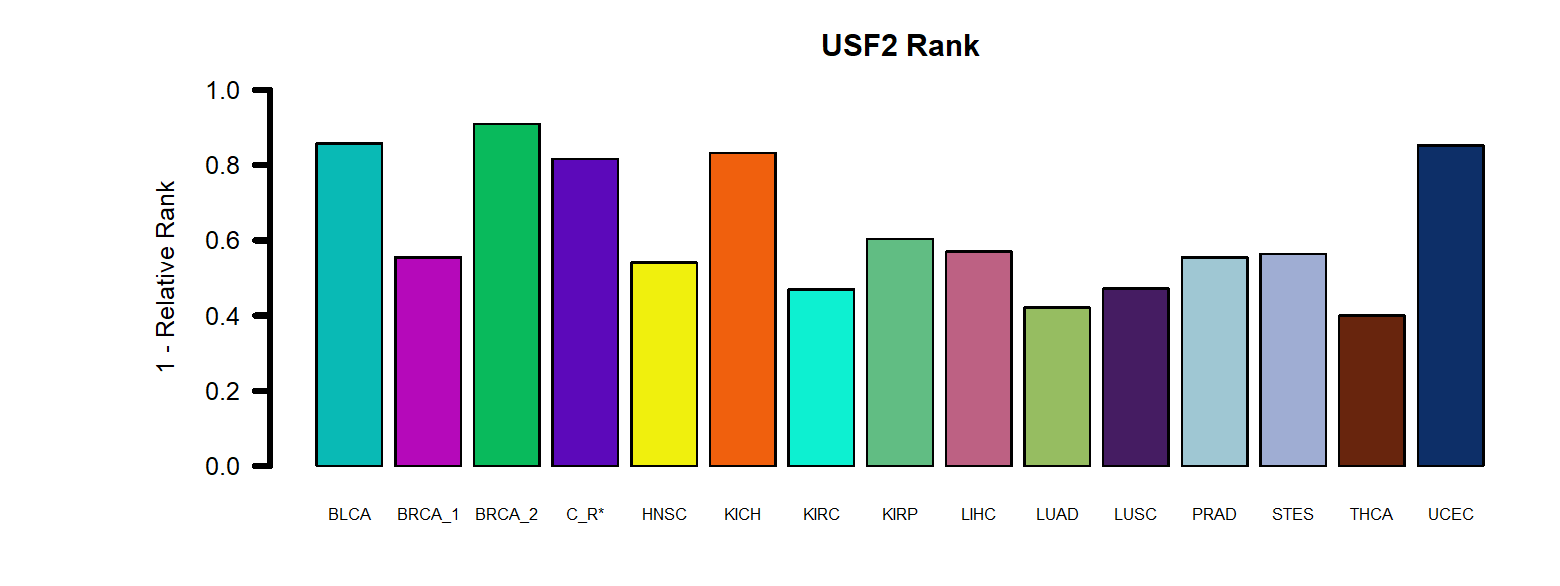 USF2 Rank
1 - Relative Rank
1.0
0.8
0.6
0.4
0.2
0.0
BLCA BRCA_1 BRCA_2 C_R* HNSC KICH KIRC KIRP LIHC LUAD LUSC PRAD STES THCA UCEC